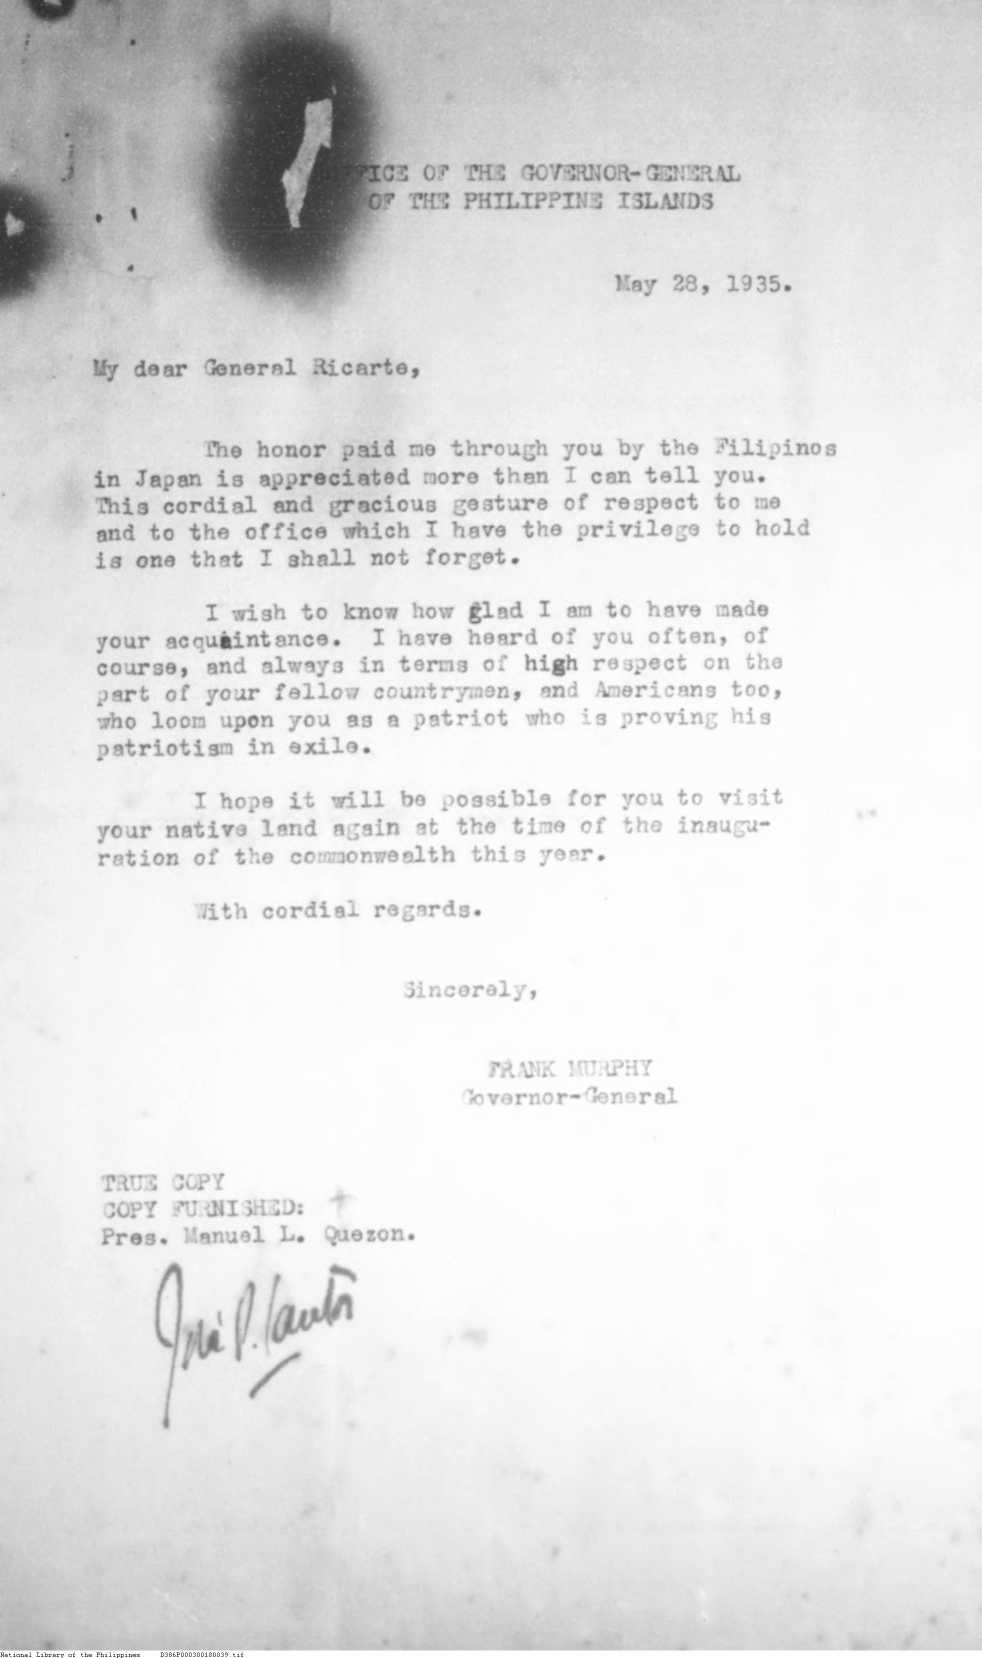 OFFICE OF THE GOVERNOR-GENERAL
OF THE PHILIPPINE ISLANDS
May 28, 1935.
My dear General Ricarte,
The honor paid me through you by the Filipinos
in Japan is appreciated more than I can tell you.
This cordial and gracious gesture of respect to me
and to the office which I have the privilege to hold
is one that I shall not forget.
I wish to know how glad I am to have made
your acquaintance. I have heard of you often, of
course, and always in terms of high respect on the
part of your fellow countrymen, and Americans too,
who loom upon you as a patriot who is proving his
patriotism in exile.
I hope it will be possible for you to visit
your native land again at the time of the inaugu-
ration of the commonwealth this year.
With cordial regards.
Sincerely,
FRANK MURPHY
Governor-General
TRUE COPY
COPY FURNISHED:
Pres. Manuel L. Quezon.
José P. Santos
National Library of the Philippines D386P000300180039.tif